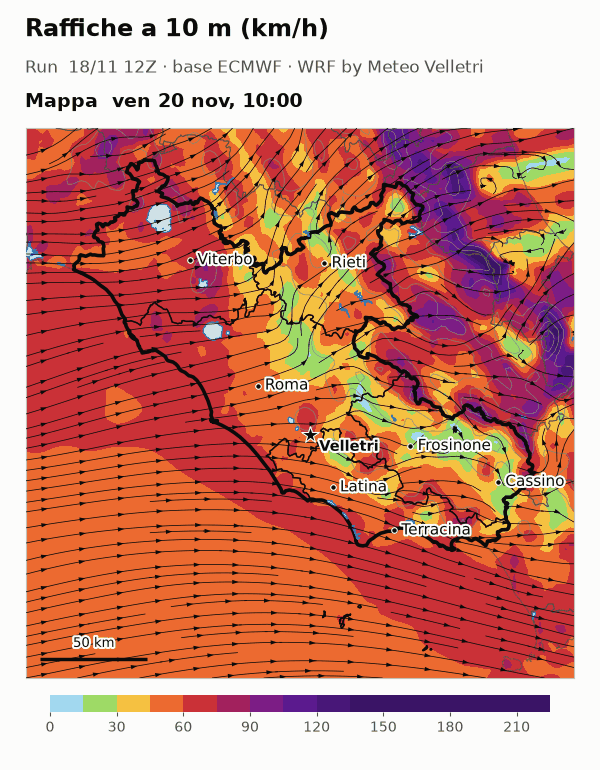 Raffiche a 10 m (km/h)
Run 18/11 12Z · base ECMWF · WRF by Meteo Velletri
Mappa ven 20 nov, 10:00
Viterbo
Rieti
Roma
Velletri
Frosinone
Cassino
Latina
Terracina
50 km
0 30 60 90 120 150 180 210